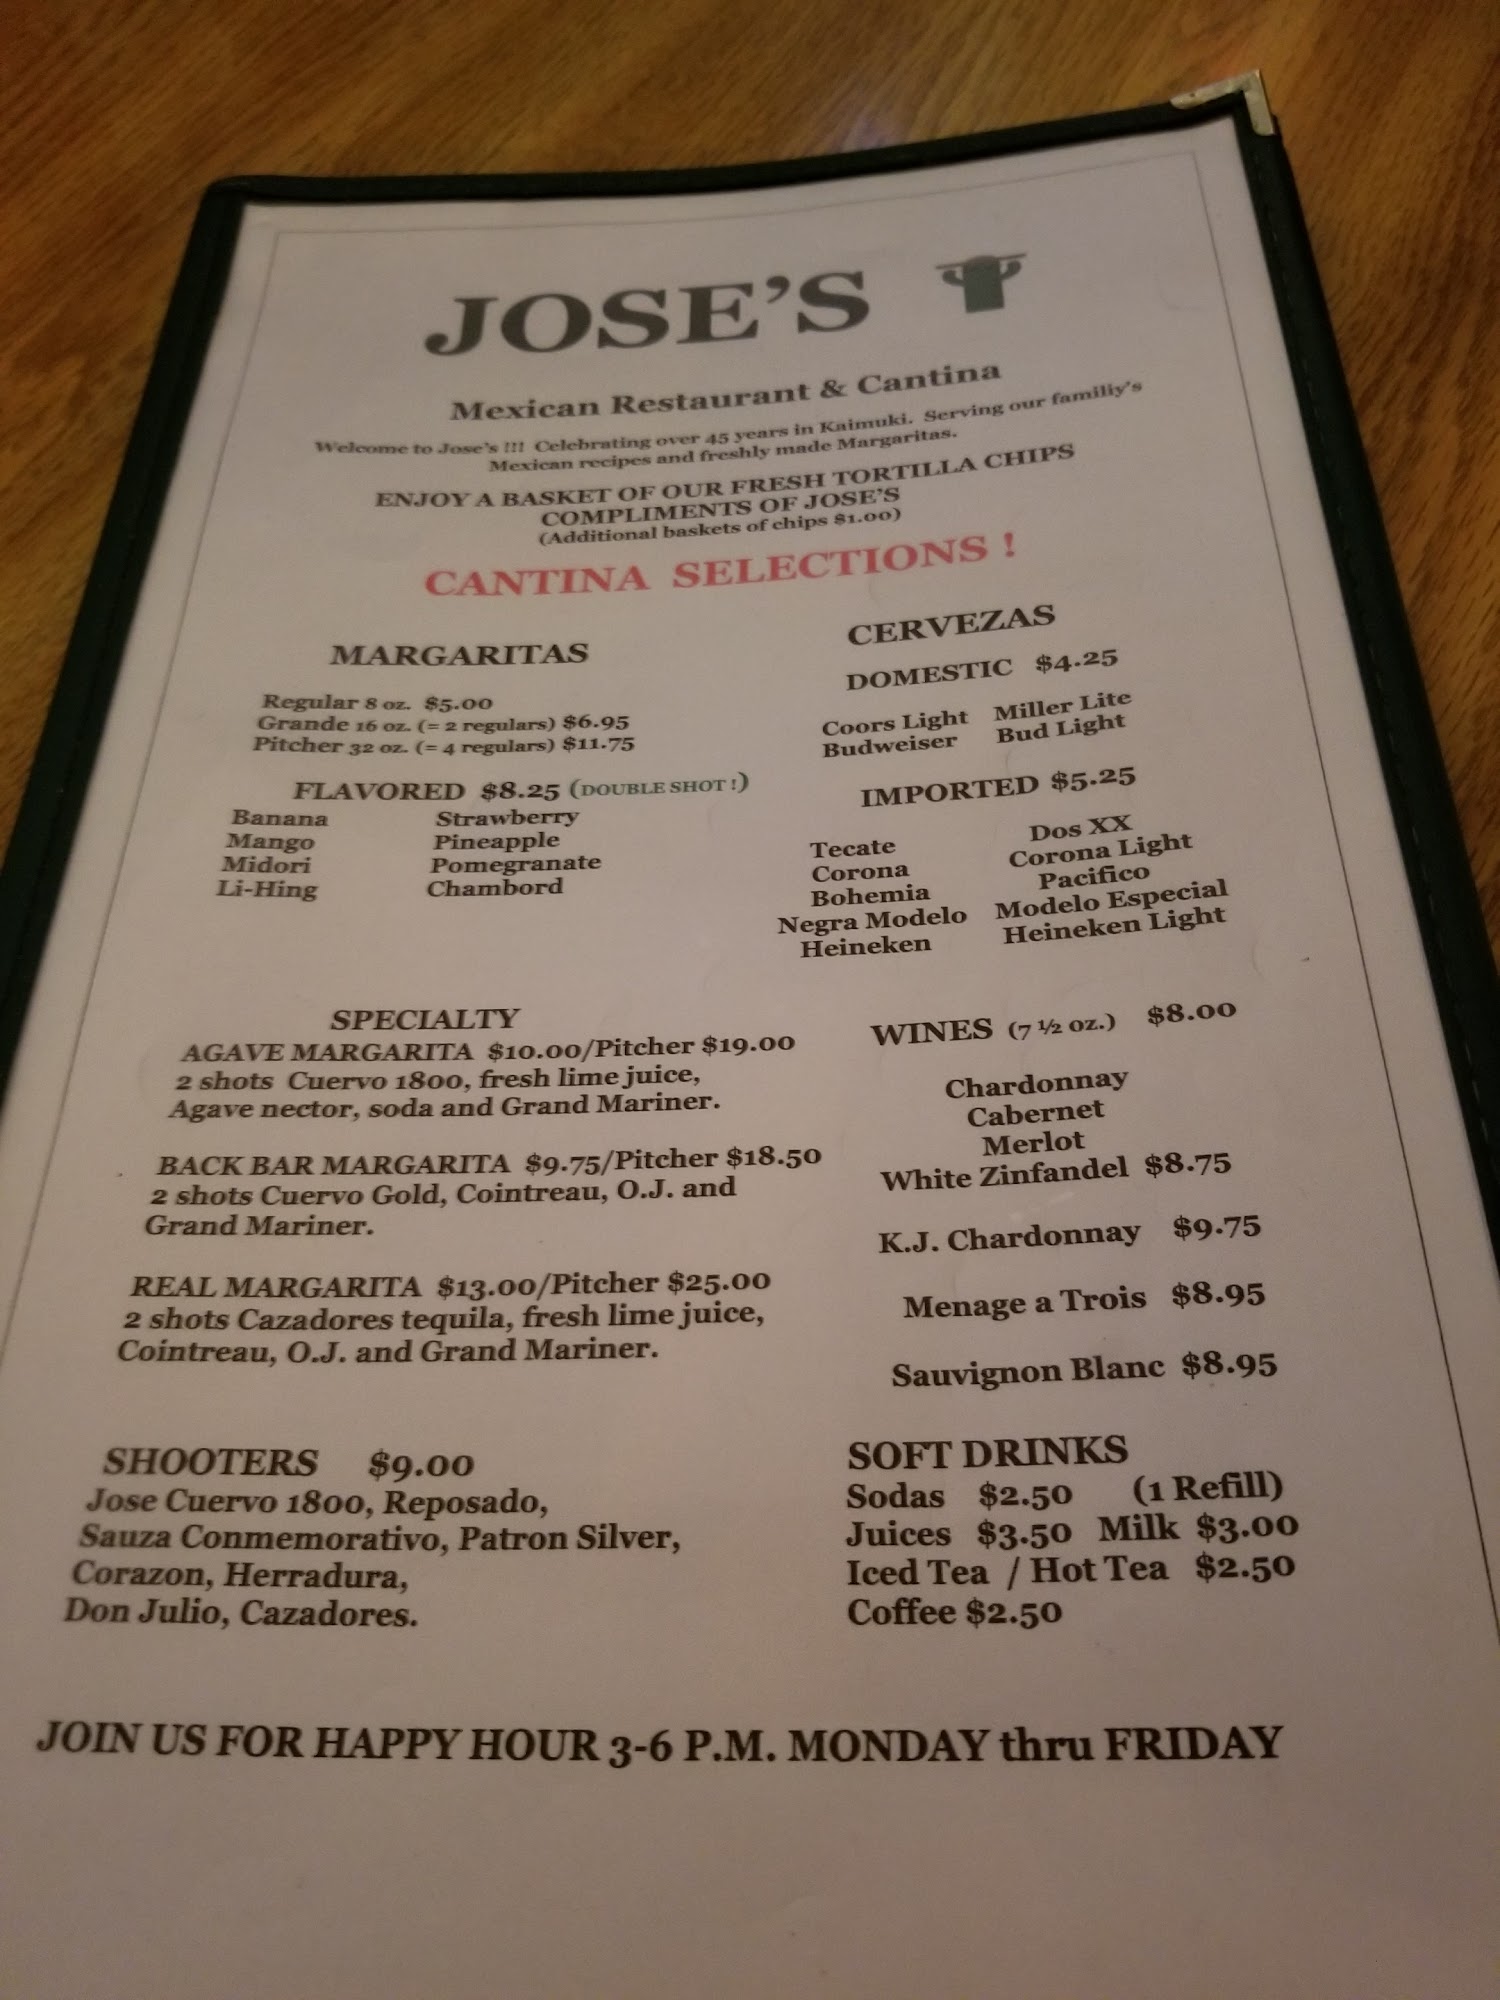 JOSE'S
Mexican Restaurant & Cantina
Welcome to Jose's !!! Celebrating over 45 years in Kaimuki. Serving our familiy's
Mexican recipes and freshly made Margaritas.
ENJOY A BASKET OF OUR FRESH TORTILLA CHIPS
COMPLIMENTS OF JOSE'S
(Additional baskets of chips $1.00)
CANTINA SELECTIONS !
MARGARITAS
Regular 8 oz. $5.00
Grande 16 oz. (= 2 regulars) $6.95
Pitcher 32 oz. (= 4 regulars) $11.75
FLAVORED $8.25 (DOUBLE SHOT !)
Banana Strawberry
Mango Pineapple
Midori Pomegranate
Li-Hing Chambord
SPECIALTY
AGAVE MARGARITA $10.00/Pitcher $19.00
2 shots Cuervo 1800, fresh lime juice,
Agave nector, soda and Grand Mariner.
BACK BAR MARGARITA $9.75/Pitcher $18.50
2 shots Cuervo Gold, Cointreau, O.J. and
Grand Mariner.
REAL MARGARITA $13.00/Pitcher $25.00
2 shots Cazadores tequila, fresh lime juice,
Cointreau, O.J. and Grand Mariner.
SHOOTERS $9.00
Jose Cuervo 1800, Reposado,
Sauza Conmemorativo, Patron Silver,
Corazon, Herradura,
Don Julio, Cazadores.
CERVEZAS
DOMESTIC $4.25
Coors Light Miller Lite
Budweiser Bud Light
IMPORTED $5.25
Tecate Dos XX
Corona Corona Light
Bohemia Pacifico
Negra Modelo Modelo Especial
Heineken Heineken Light
WINES (7 ½ oz.) $8.00
Chardonnay
Cabernet
Merlot
White Zinfandel $8.75
K.J. Chardonnay $9.75
Menage a Trois $8.95
Sauvignon Blanc $8.95
SOFT DRINKS
Sodas $2.50 (1 Refill)
Juices $3.50 Milk $3.00
Iced Tea / Hot Tea $2.50
Coffee $2.50
JOIN US FOR HAPPY HOUR 3-6 P.M. MONDAY thru FRIDAY